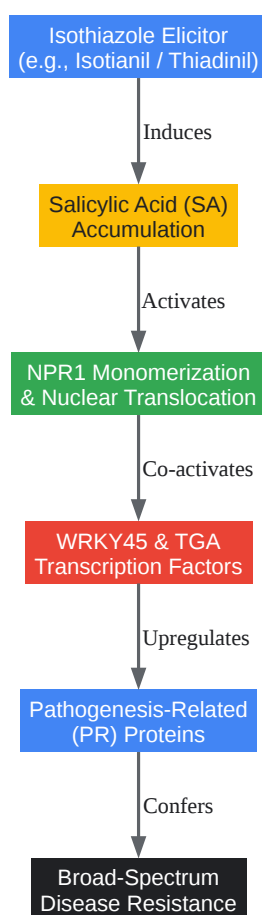 Isothiazole Elicitor
(e.g., Isotianil / Thiadinil)
Induces
Salicylic Acid (SA)
Accumulation
Activates
NPR1 Monomerization
& Nuclear Translocation
Co-activates
WRKY45 & TGA
Transcription Factors
Upregulates
Pathogenesis-Related
(PR) Proteins
Confers
Broad-Spectrum
Disease Resistance